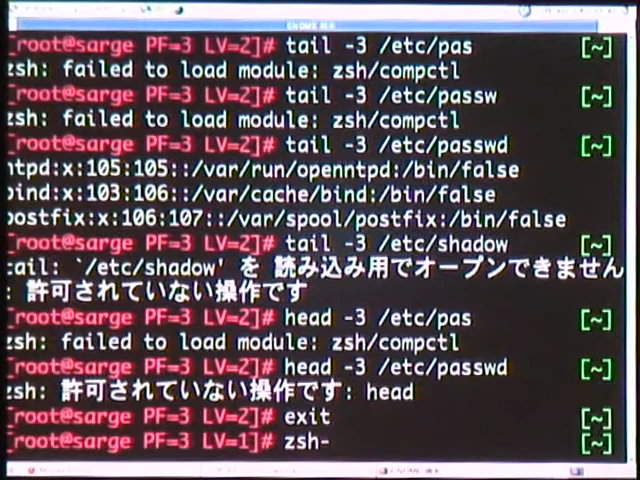 [root@sarge PF=3 LV=2]# tail -3 /etc/pas [~]
zsh: failed to load module: zsh/compctl
[root@sarge PF=3 LV=2]# tail -3 /etc/passw [~]
zsh: failed to load module: zsh/compctl
[root@sarge PF=3 LV=2]# tail -3 /etc/passwd [~]
ntpd:x:105:105::/var/run/openntpd:/bin/false
bind:x:103:106::/var/cache/bind:/bin/false
postfix:x:106:107::/var/spool/postfix:/bin/false
[root@sarge PF=3 LV=2]# tail -3 /etc/shadow [~]
tail: `/etc/shadow' を 読み込み用でオープンできません
: 許可されていない操作です
[root@sarge PF=3 LV=2]# head -3 /etc/pas [~]
zsh: failed to load module: zsh/compctl
[root@sarge PF=3 LV=2]# head -3 /etc/passwd [~]
zsh: 許可されていない操作です: head
[root@sarge PF=3 LV=2]# exit [~]
[root@sarge PF=3 LV=1]# zsh- [~]